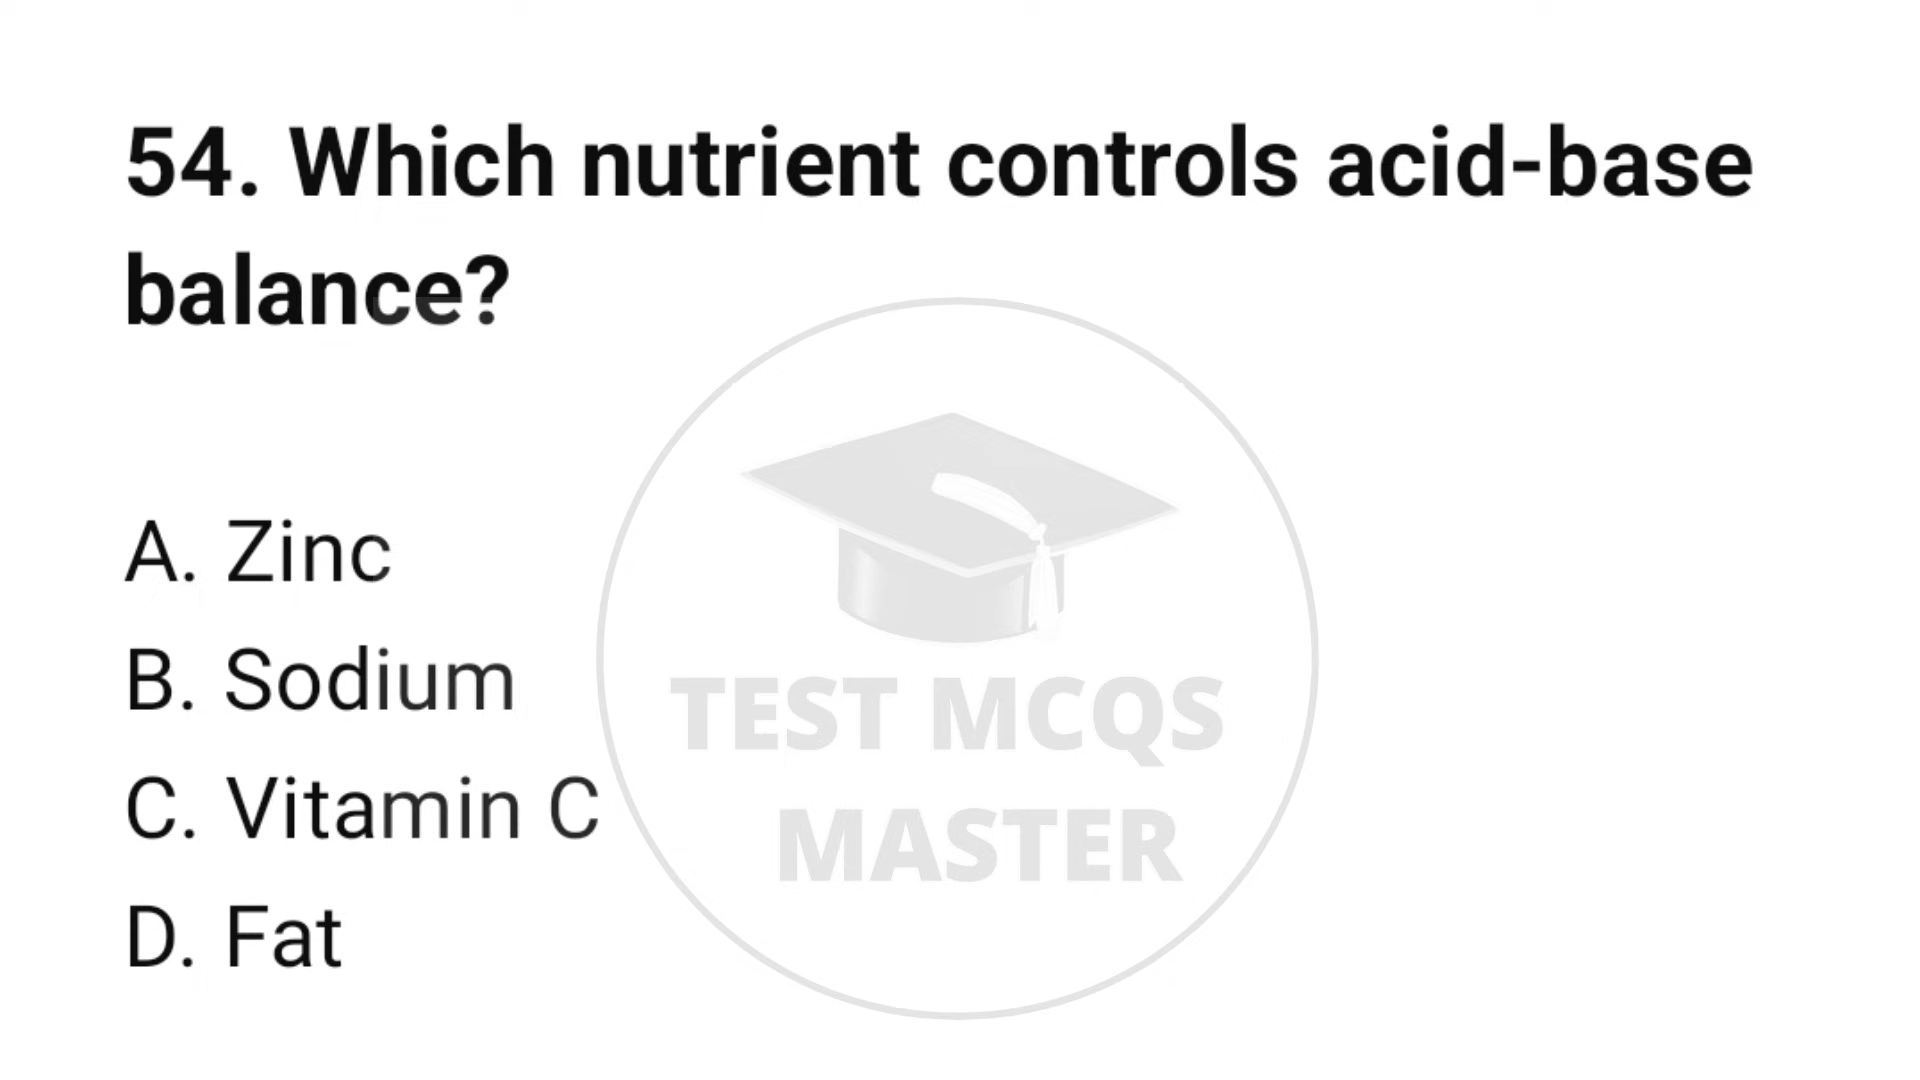 54. Which nutrient controls acid-base
balance?
A. Zinc
B. Sodium
C. Vitamin C
D. Fat
TEST MCQS
MASTER